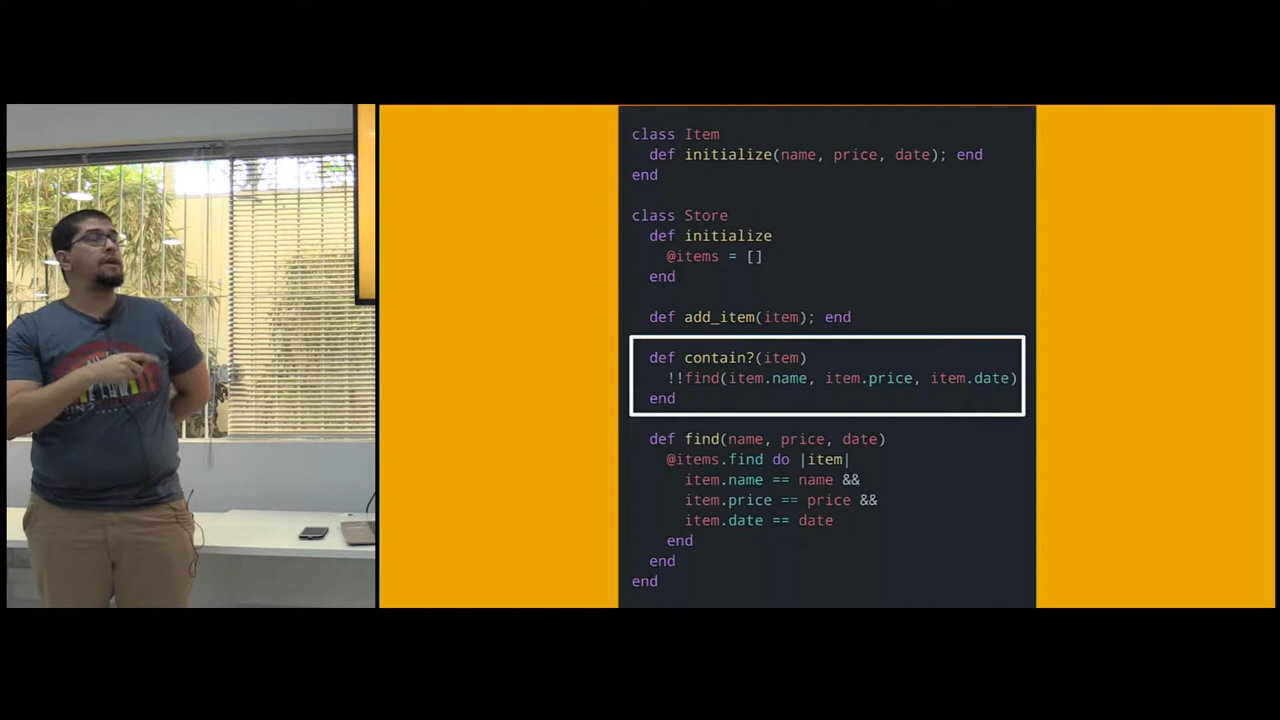 class Item
  def initialize(name, price, date); end
end
class Store
  def initialize
    @items = []
  end
  def add_item(item); end
  def contain?(item)
    !!find(item.name, item.price, item.date)
  end
  def find(name, price, date)
    @items.find do |item|
      item.name == name &&
      item.price == price &&
      item.date == date
    end
  end
end